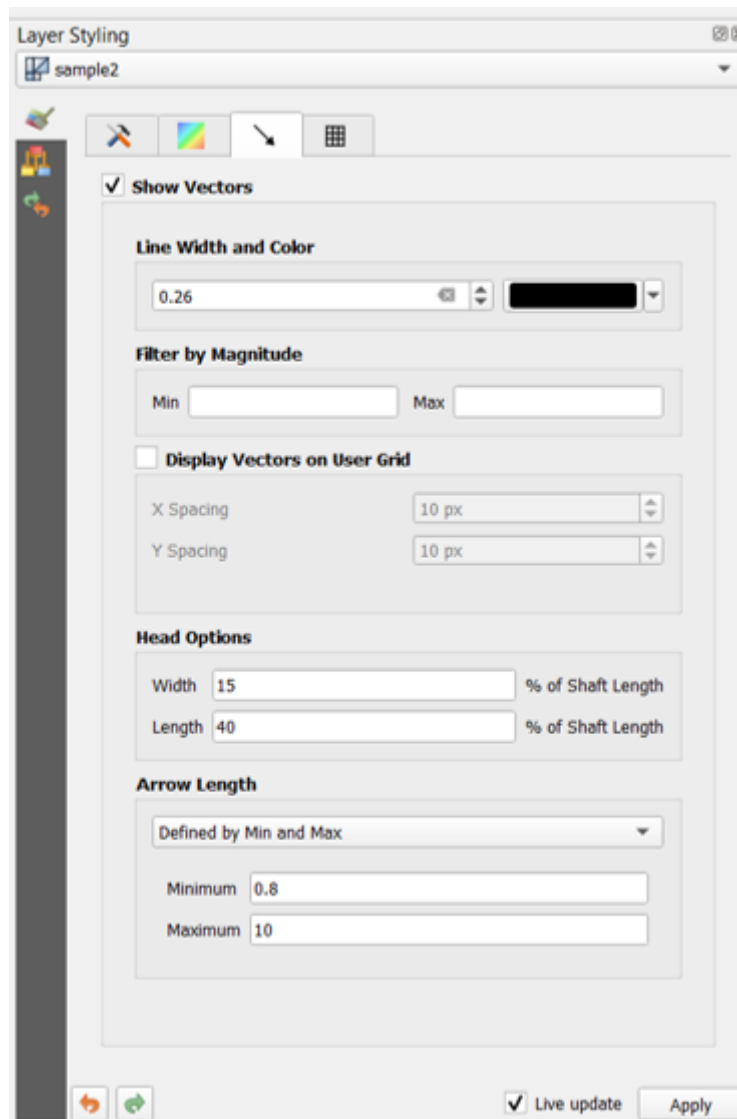 Layer Styling
sample2
Show Vectors
Line Width and Color
0.26
Filter by Magnitude
Min Max
Display Vectors on User Grid
X Spacing 10 px
Y Spacing 10 px
Head Options
Width 15 % of Shaft Length
Length 40 % of Shaft Length
Arrow Length
Defined by Min and Max
Minimum 0.8
Maximum 10
Live update Apply